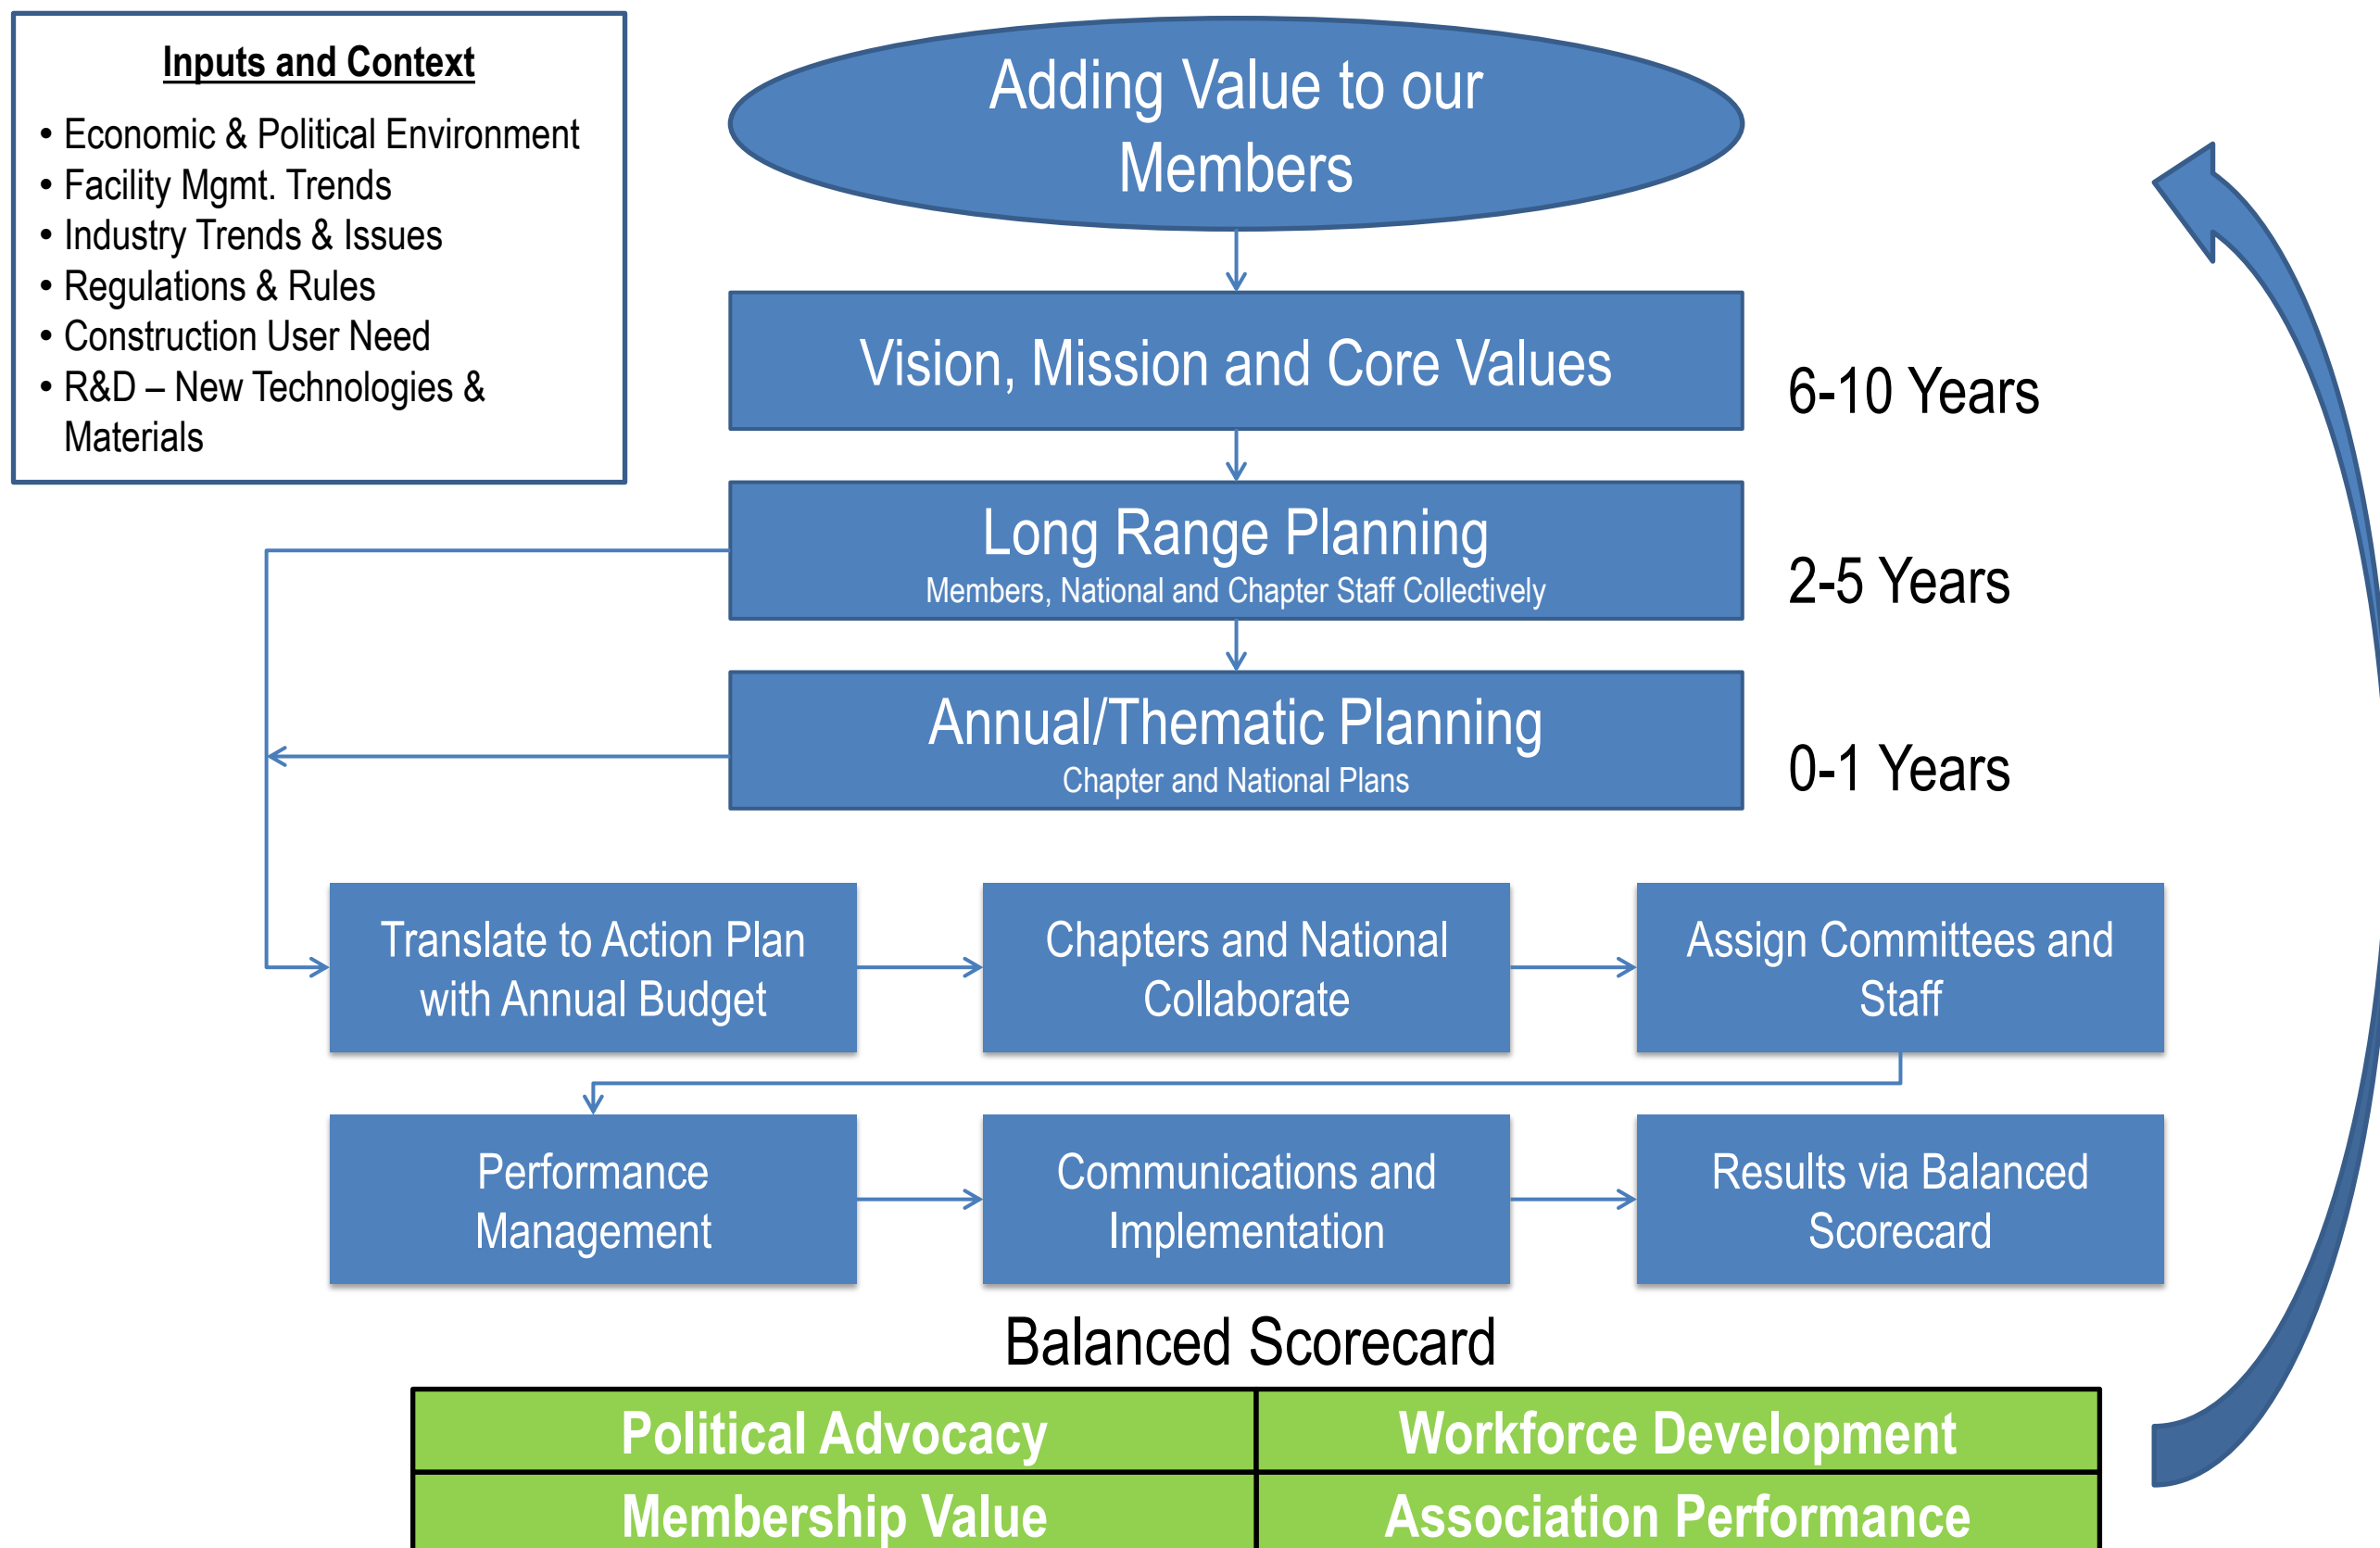 Inputs and Context
• Economic & Political Environment
• Facility Mgmt. Trends
• Industry Trends & Issues
• Regulations & Rules
• Construction User Need
• R&D – New Technologies &
Materials
Adding Value to our
Members
Vision, Mission and Core Values
6-10 Years
Long Range Planning
Members, National and Chapter Staff Collectively
2-5 Years
Annual/Thematic Planning
Chapter and National Plans
0-1 Years
Translate to Action Plan
with Annual Budget
Chapters and National
Collaborate
Assign Committees and
Staff
Performance
Management
Communications and
Implementation
Results via Balanced
Scorecard
Balanced Scorecard
Political Advocacy
Workforce Development
Membership Value
Association Performance